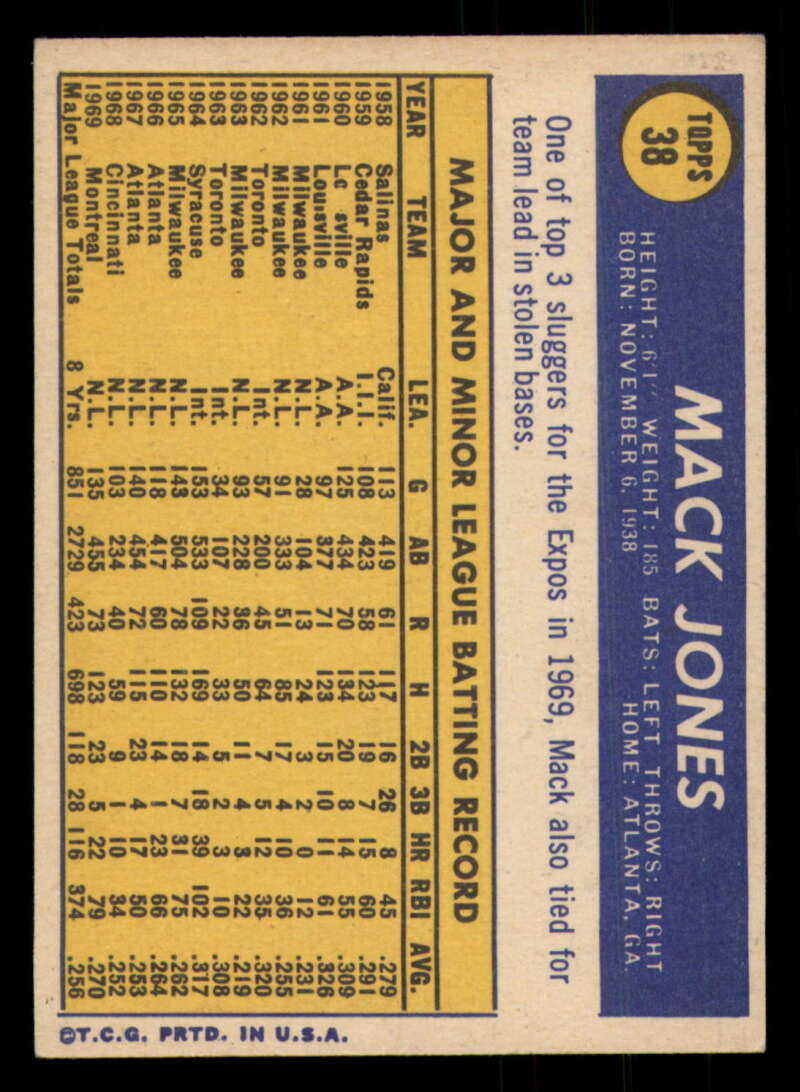 TOPPS
38
MACK JONES
HEIGHT: 6'1" WEIGHT: 185 BATS: LEFT THROWS: RIGHT
BORN: NOVEMBER 6, 1938 HOME: ATLANTA, GA.
One of top 3 sluggers for the Expos in 1969, Mack also tied for
team lead in stolen bases.
MAJOR AND MINOR LEAGUE BATTING RECORD
YEAR TEAM LEA. G AB R H 2B 3B HR RBI AVG.
1958 Salinas Calif. 113 419 61 117 16 26 8 45 .279
1959 Cedar Rapids I.I.I. 108 423 58 123 19 7 15 60 .291
1960 Lo sville A.A. 125 434 70 134 20 8 14 55 .309
1961 Louisville A.A. 97 377 71 123 15 10 11 61 .326
1961 Milwaukee N.L. 28 104 13 24 3 2 0 12 .231
1962 Milwaukee N.L. 91 333 51 85 17 4 10 36 .255
1962 Toronto Int. 57 200 45 64 7 5 12 35 .320
1963 Milwaukee N.L. 93 228 36 50 11 4 3 22 .219
1963 Toronto Int. 34 107 22 33 5 2 3 10 .308
1964 Syracuse Int. 153 533 109 169 14 18 39 102 .317
1965 Milwaukee N.L. 143 504 78 132 18 7 31 75 .262
1966 Atlanta N.L. 118 417 60 110 14 1 23 66 .264
1967 Atlanta N.L. 140 454 72 115 23 4 17 50 .253
1968 Cincinnati N.L. 103 234 40 59 9 1 10 34 .252
1969 Montreal N.L. 135 455 73 123 23 5 22 79 .270
Major League Totals 8 Yrs. 851 2729 423 698 118 28 116 374 .256
©T.C.G. PRTD. IN U.S.A.